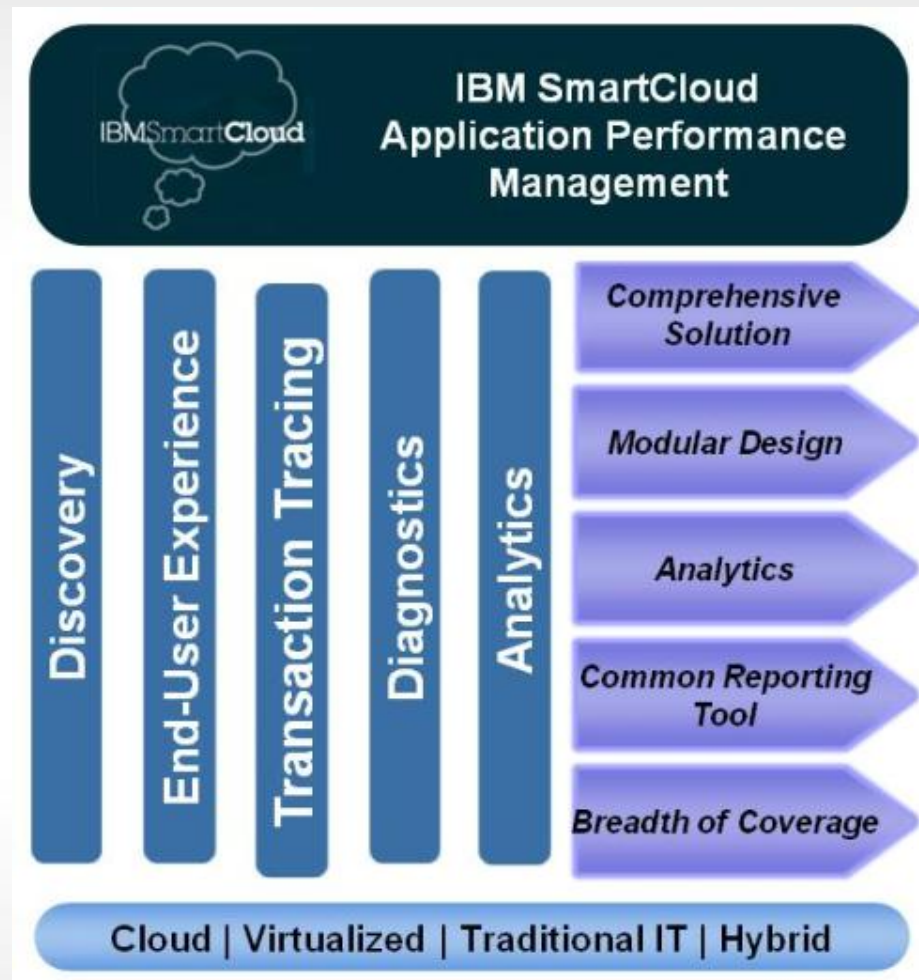 IBMSmartCloud
IBM SmartCloud
Application Performance
Management
Discovery
End-User Experience
Transaction Tracing
Diagnostics
Analytics
Comprehensive
Solution
Modular Design
Analytics
Common Reporting
Tool
Breadth of Coverage
Cloud | Virtualized | Traditional IT | Hybrid